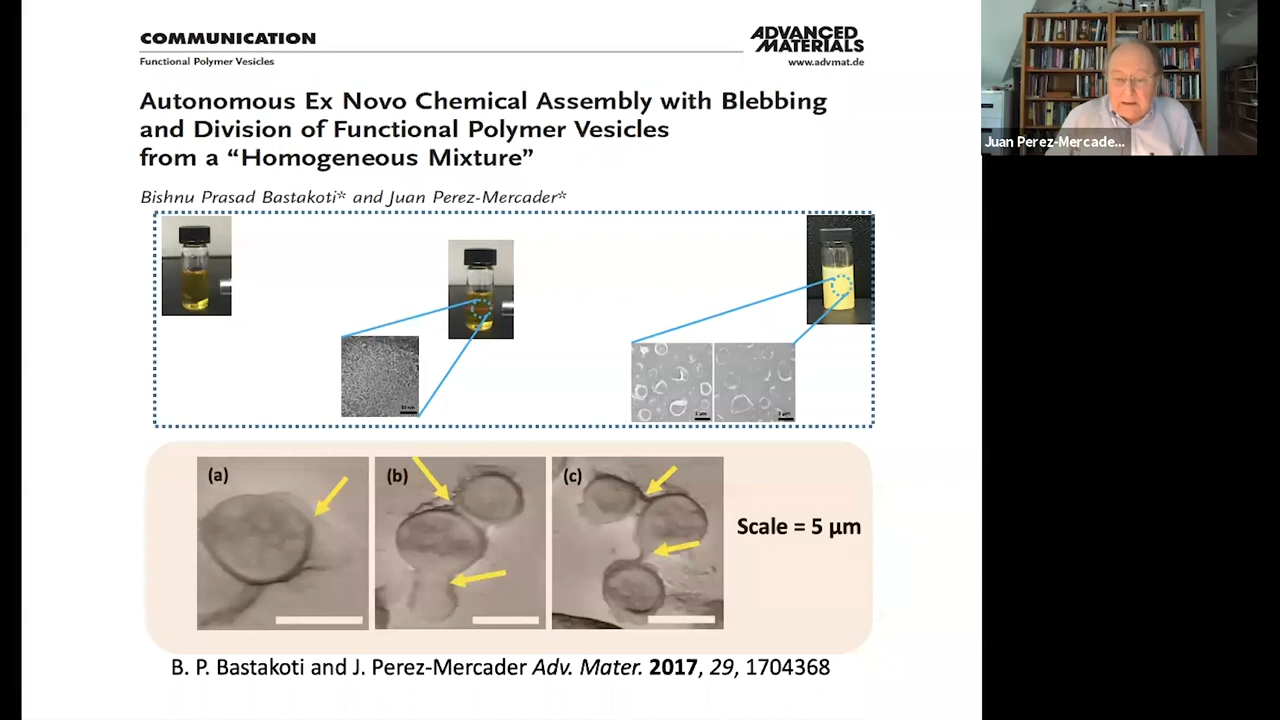 COMMUNICATION
ADVANCED
MATERIALS
Functional Polymer Vesicles
www.advmat.de
Autonomous Ex Novo Chemical Assembly with Blebbing
and Division of Functional Polymer Vesicles
from a “Homogeneous Mixture”
Bishnu Prasad Bastakoti* and Juan Perez-Mercader*
(a)
(b)
(c)
Scale = 5 μm
B. P. Bastakoti and J. Perez-Mercader Adv. Mater. 2017, 29, 1704368
Juan Perez-Mercade...